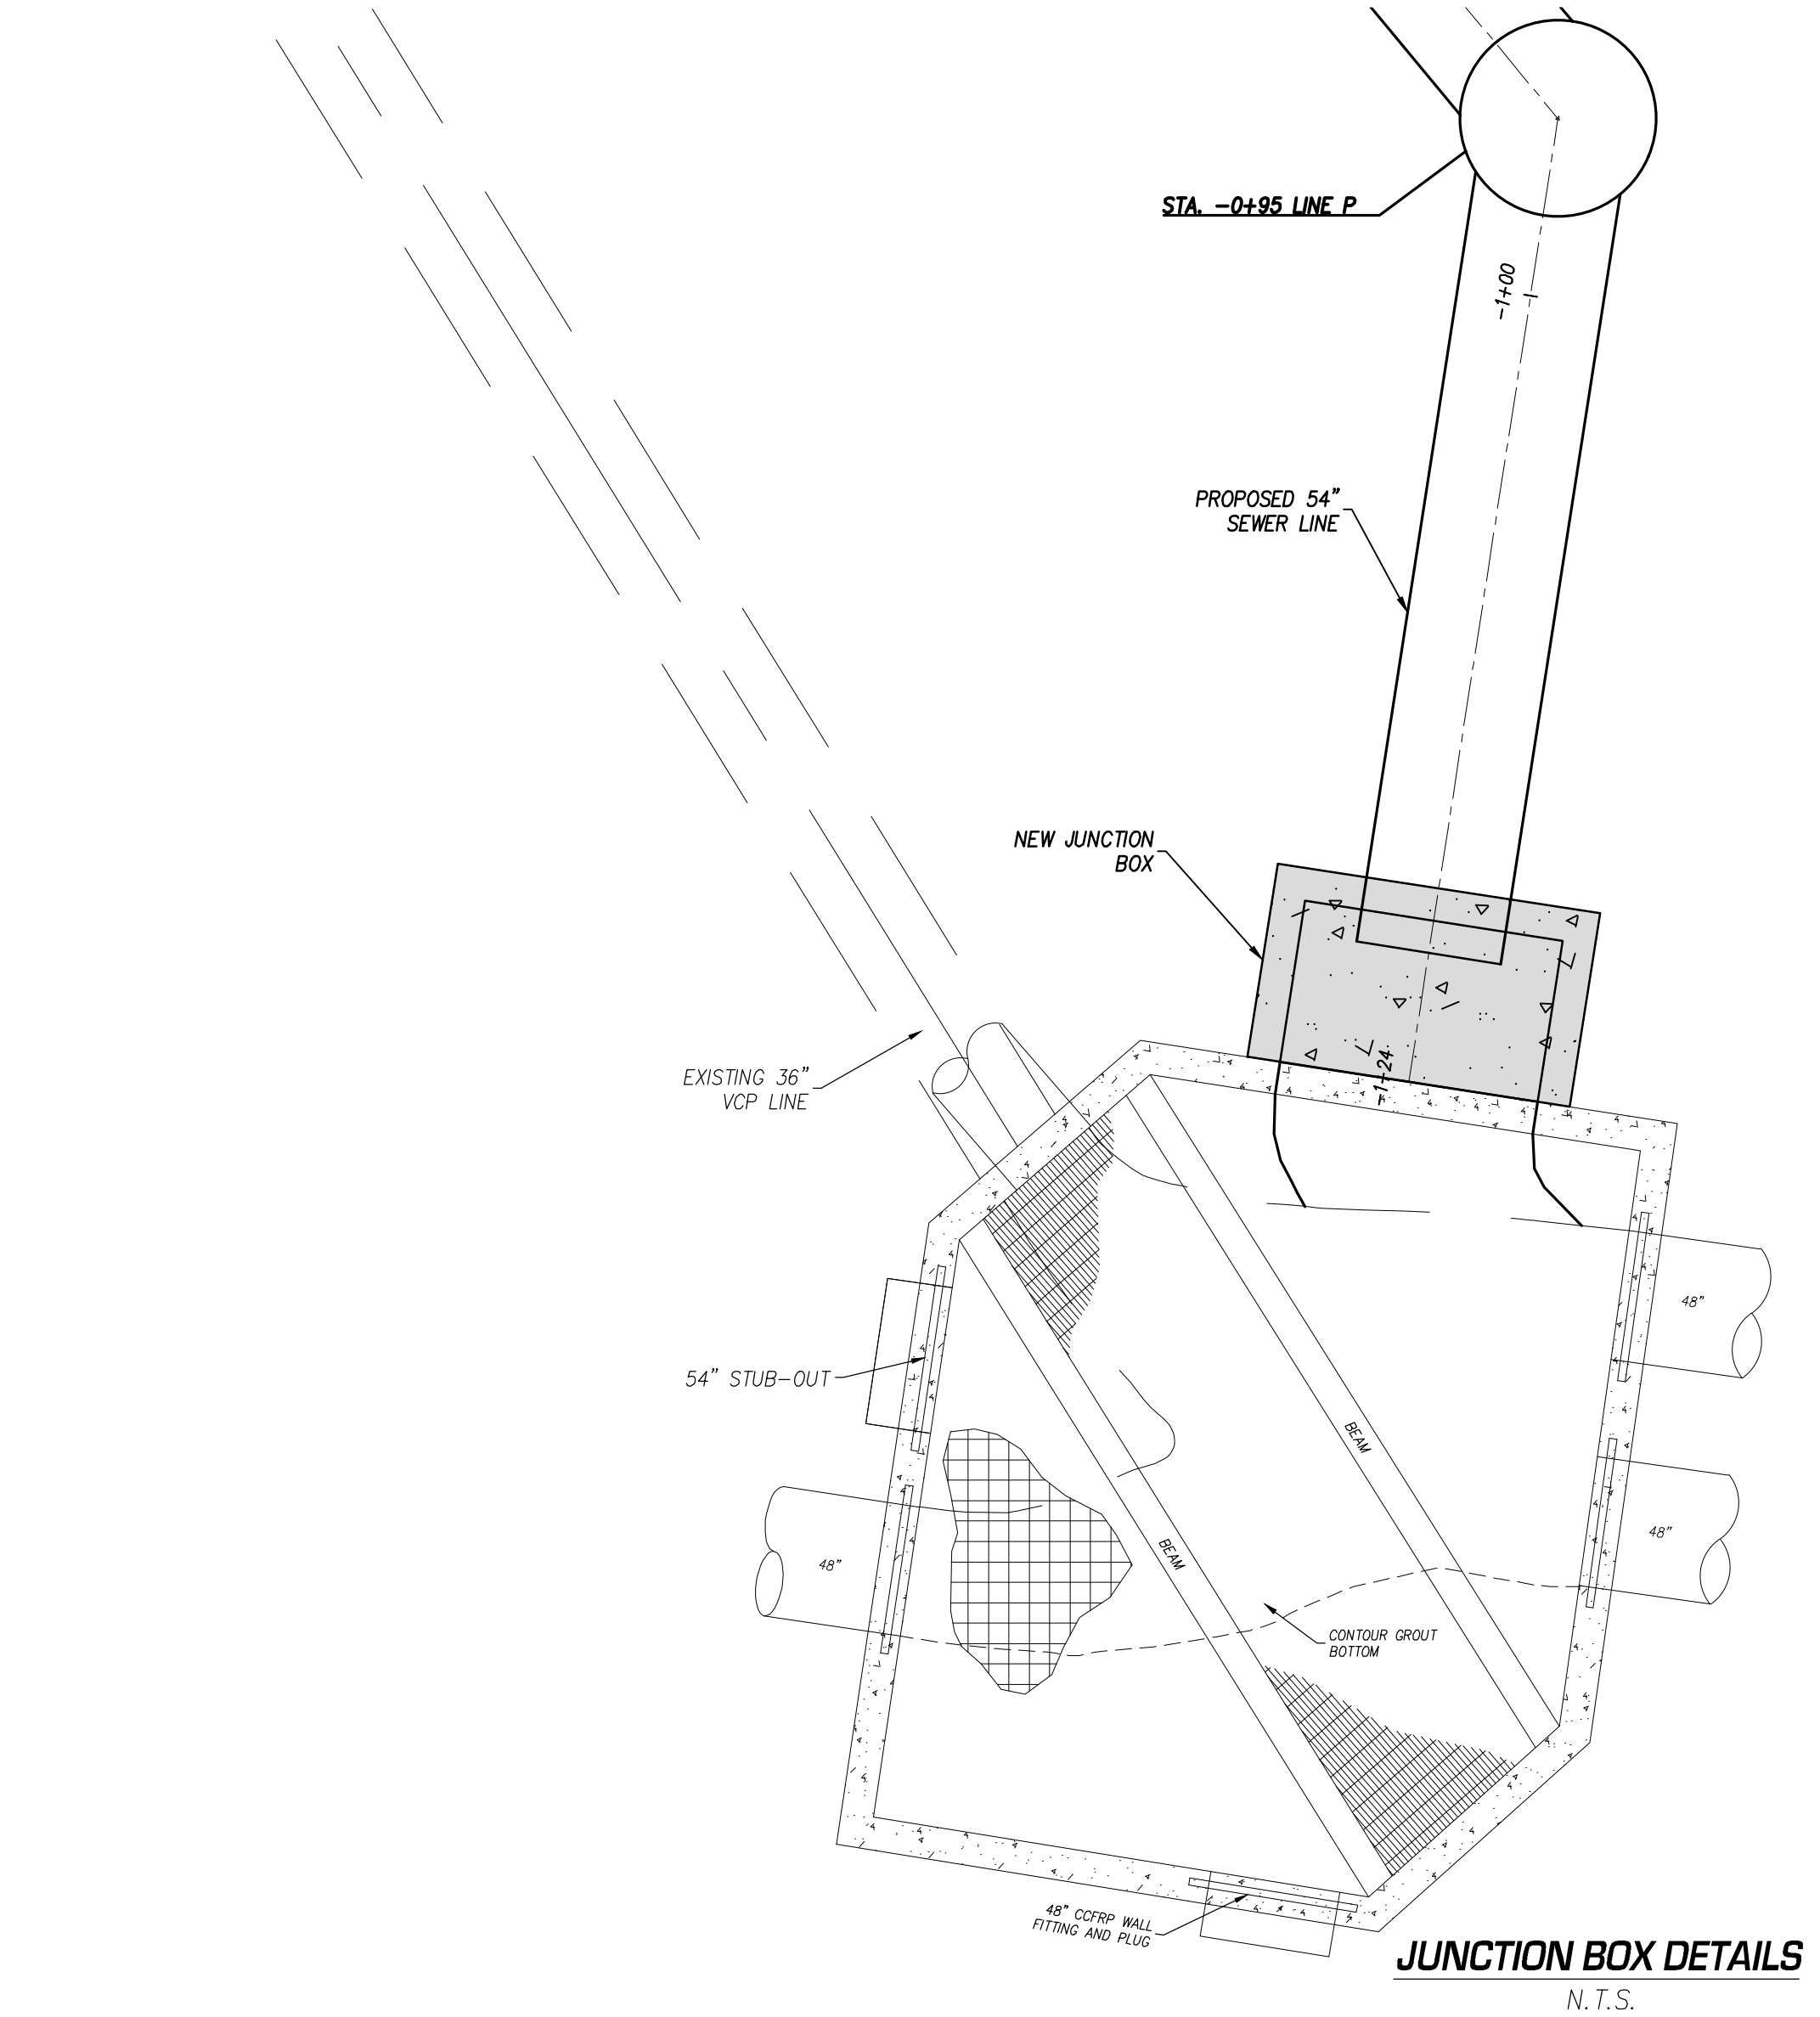 STA. -0+95 LINE P
-1+00
PROPOSED 54"
SEWER LINE
NEW JUNCTION
BOX
-1+24
EXISTING 36"
VCP LINE
48"
54" STUB-OUT
BEAM
48"
BEAM
48"
CONTOUR GROUT
BOTTOM
48" CCFRP WALL
FITTING AND PLUG
JUNCTION BOX DETAILS
N.T.S.